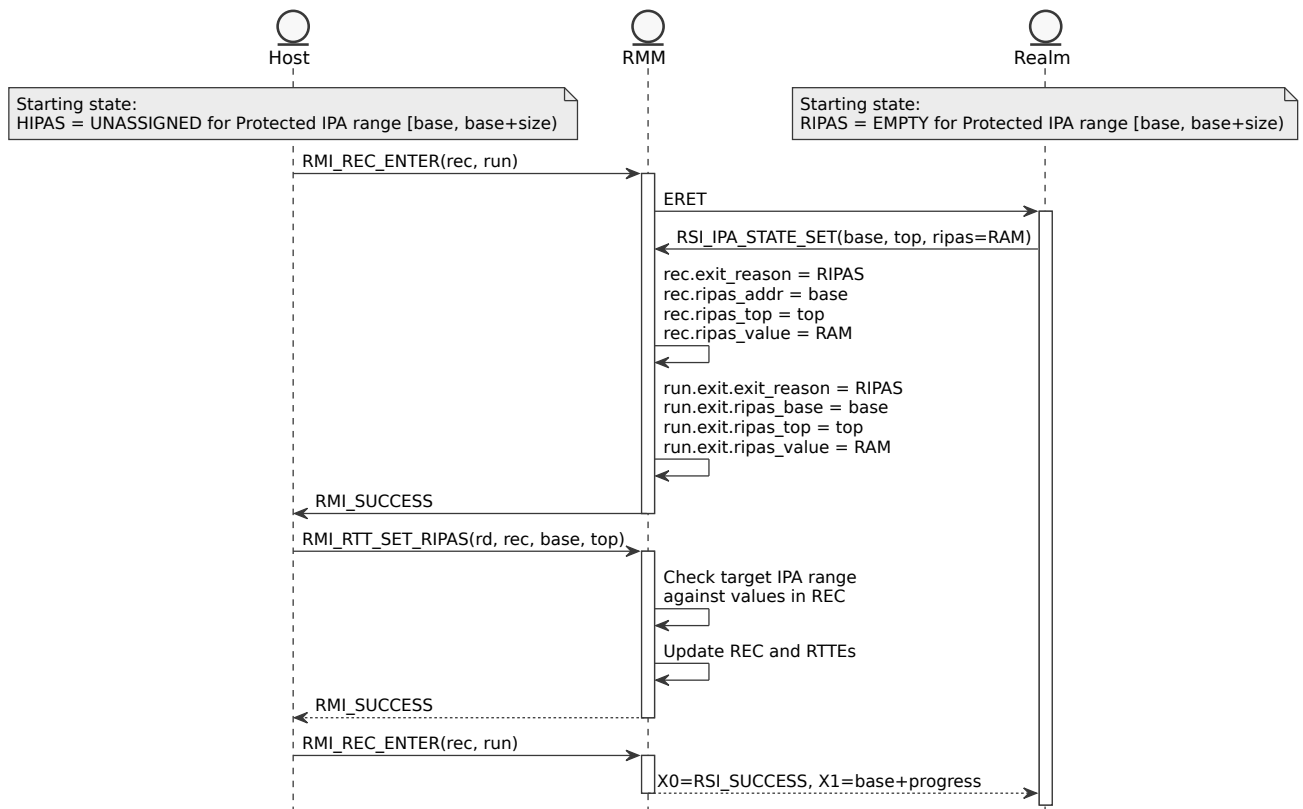 Host
RMM
Realm
Starting state:
HIPAS = UNASSIGNED for Protected IPA range [base, base+size)
Starting state:
RIPAS = EMPTY for Protected IPA range [base, base+size)
RMI_REC_ENTER(rec, run)
ERET
RSI_IPA_STATE_SET(base, top, ripas=RAM)
rec.exit_reason = RIPAS
rec.ripas_addr = base
rec.ripas_top = top
rec.ripas_value = RAM
run.exit.exit_reason = RIPAS
run.exit.ripas_base = base
run.exit.ripas_top = top
run.exit.ripas_value = RAM
RMI_SUCCESS
RMI_RTT_SET_RIPAS(rd, rec, base, top)
Check target IPA range
against values in REC
Update REC and RTTEs
RMI_SUCCESS
RMI_REC_ENTER(rec, run)
X0=RSI_SUCCESS, X1=base+progress